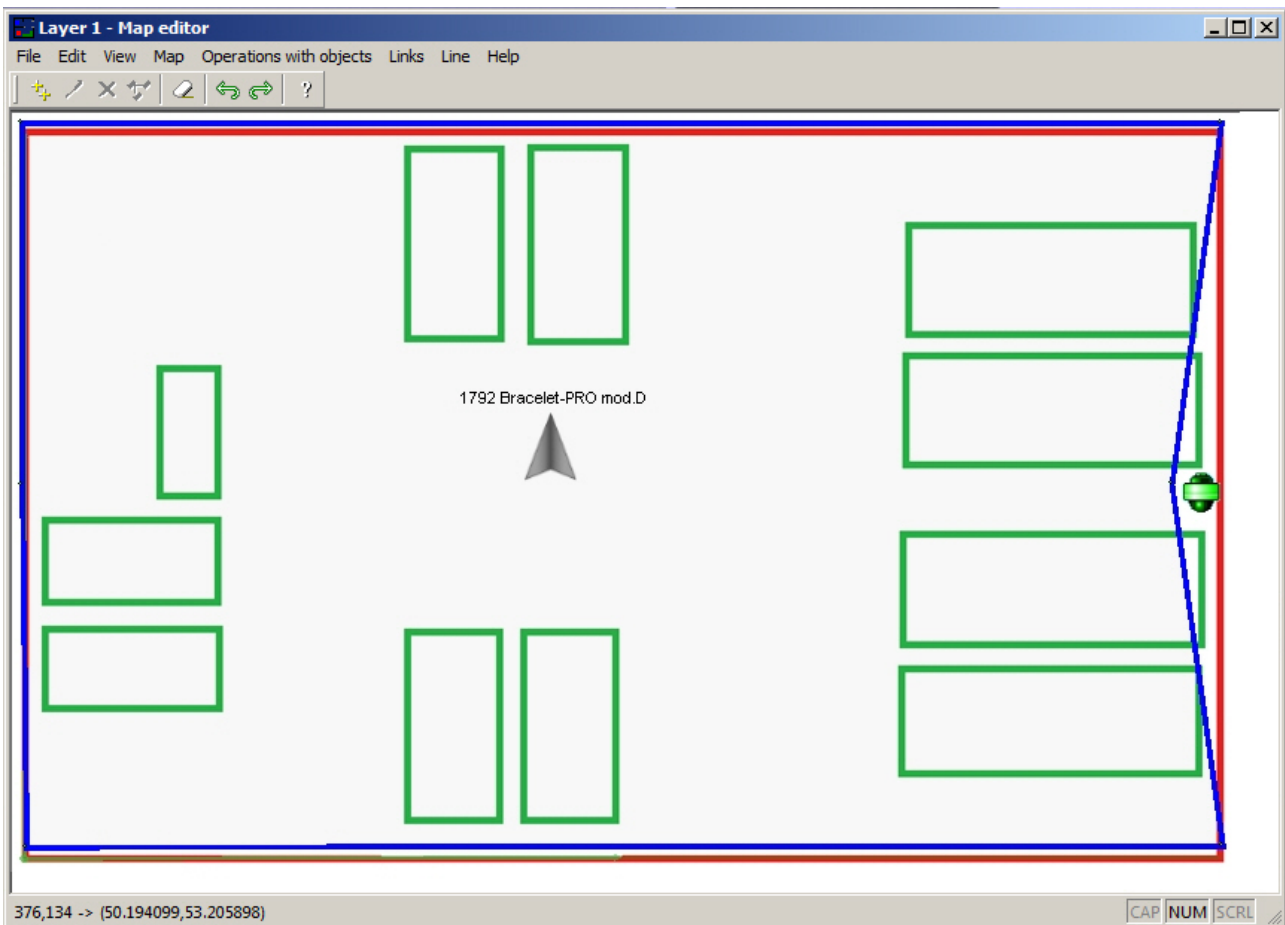 Layer 1 - Map editor
File Edit View Map Operations with objects Links Line Help
?
1792 Bracelet-PRO mod.D
376,134 -> (50.194099,53.205898)
CAP NUM SCRL